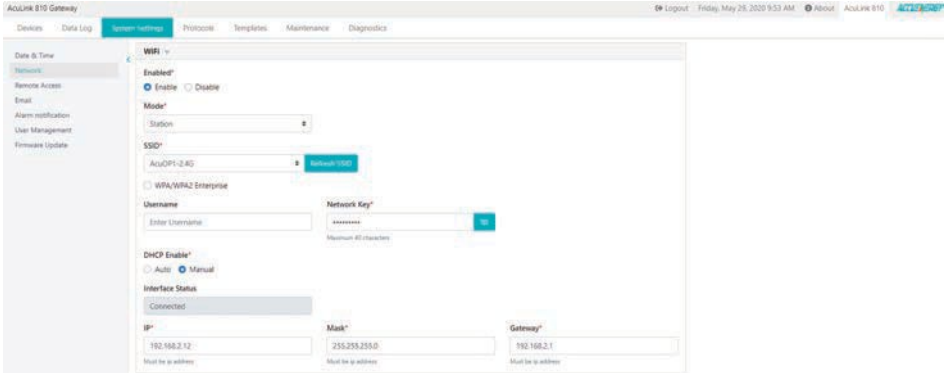 AcuLink 810 Gateway
Logout Friday, May 29, 2020 9:53 AM About AcuLink 810
Devices Data Log System Settings Protocols Templates Maintenance Diagnostics
Date & Time
Network
Remote Access
Email
Alarm notification
User Management
Firmware Update
WiFi
Enabled*
Enable Disable
Mode*
Station
SSID*
AcuOP1-2.4G Refresh SSID
WPA/WPA2 Enterprise
Username Network Key*
Enter Username
Maximum 40 characters
DHCP Enable*
Auto Manual
Interface Status
Connected
IP* Mask* Gateway*
192.168.2.12 255.255.255.0 192.168.2.1
Must be ip address Must be ip address Must be ip address